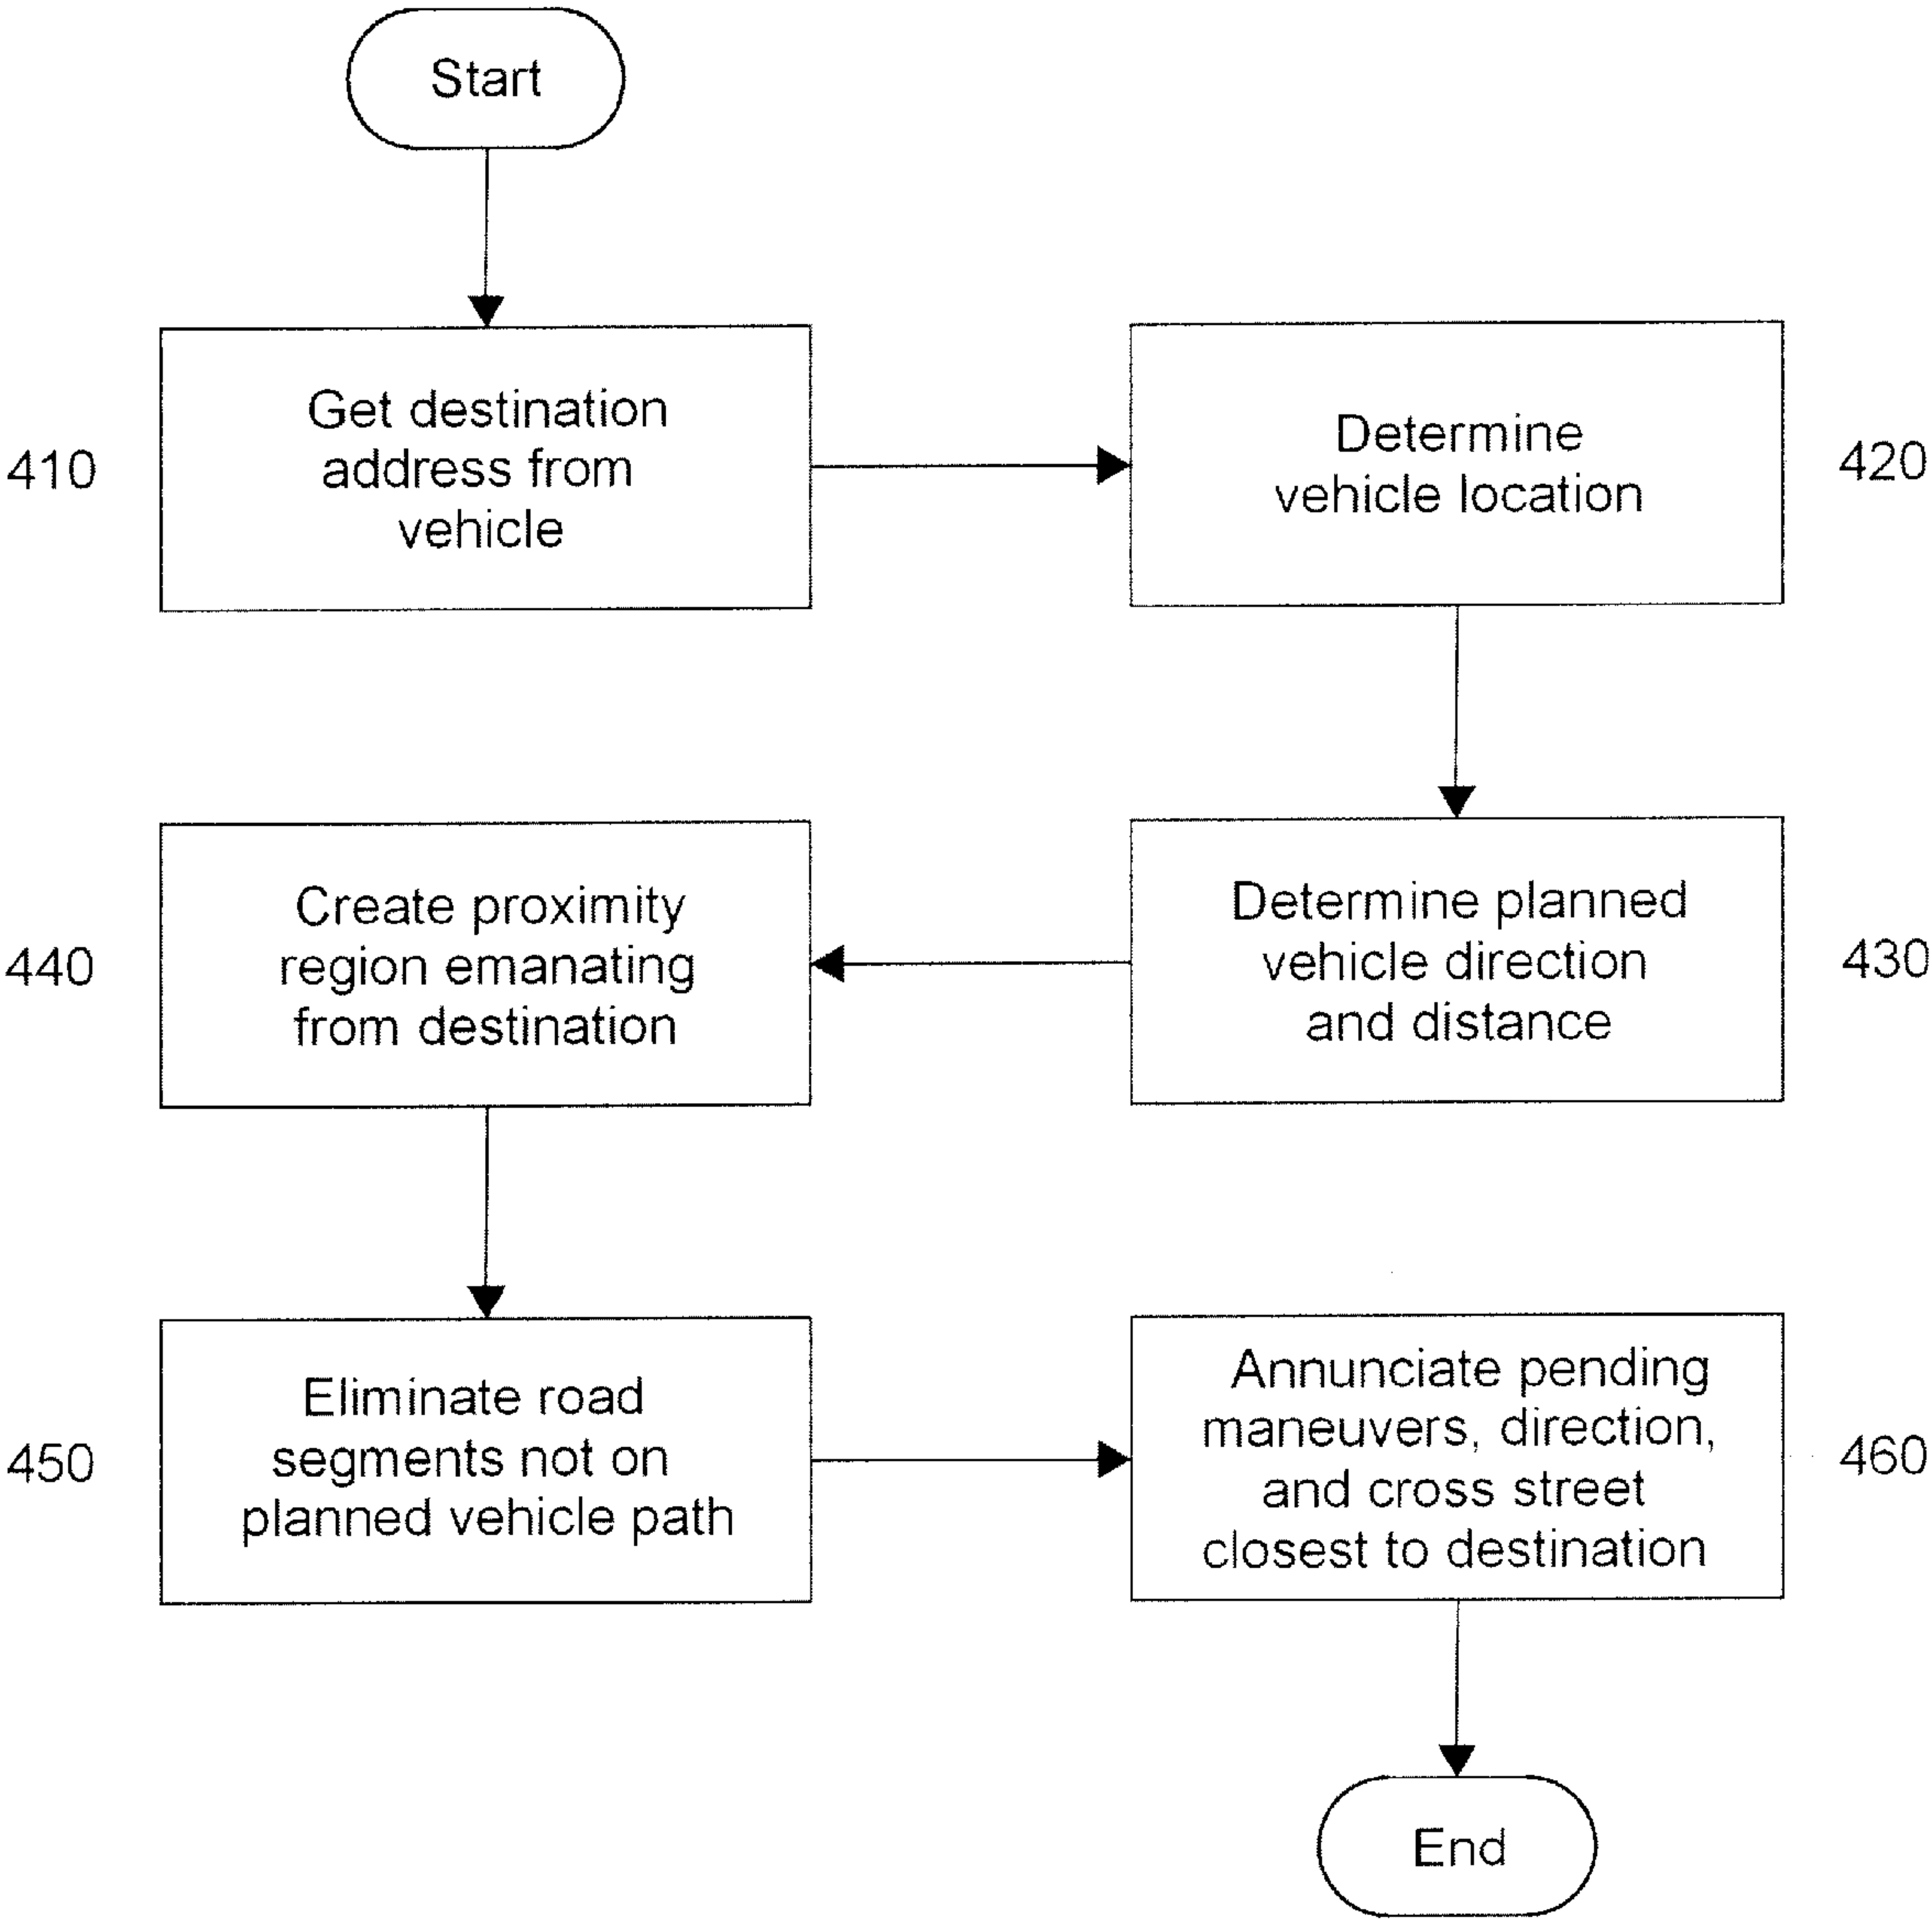 Start
410
Get destination
address from
vehicle
Determine
vehicle location
420
Determine planned
vehicle direction
and distance
430
440
Create proximity
region emanating
from destination
450
Eliminate road
segments not on
planned vehicle path
Annunciate pending
maneuvers, direction,
and cross street
closest to destination
460
End